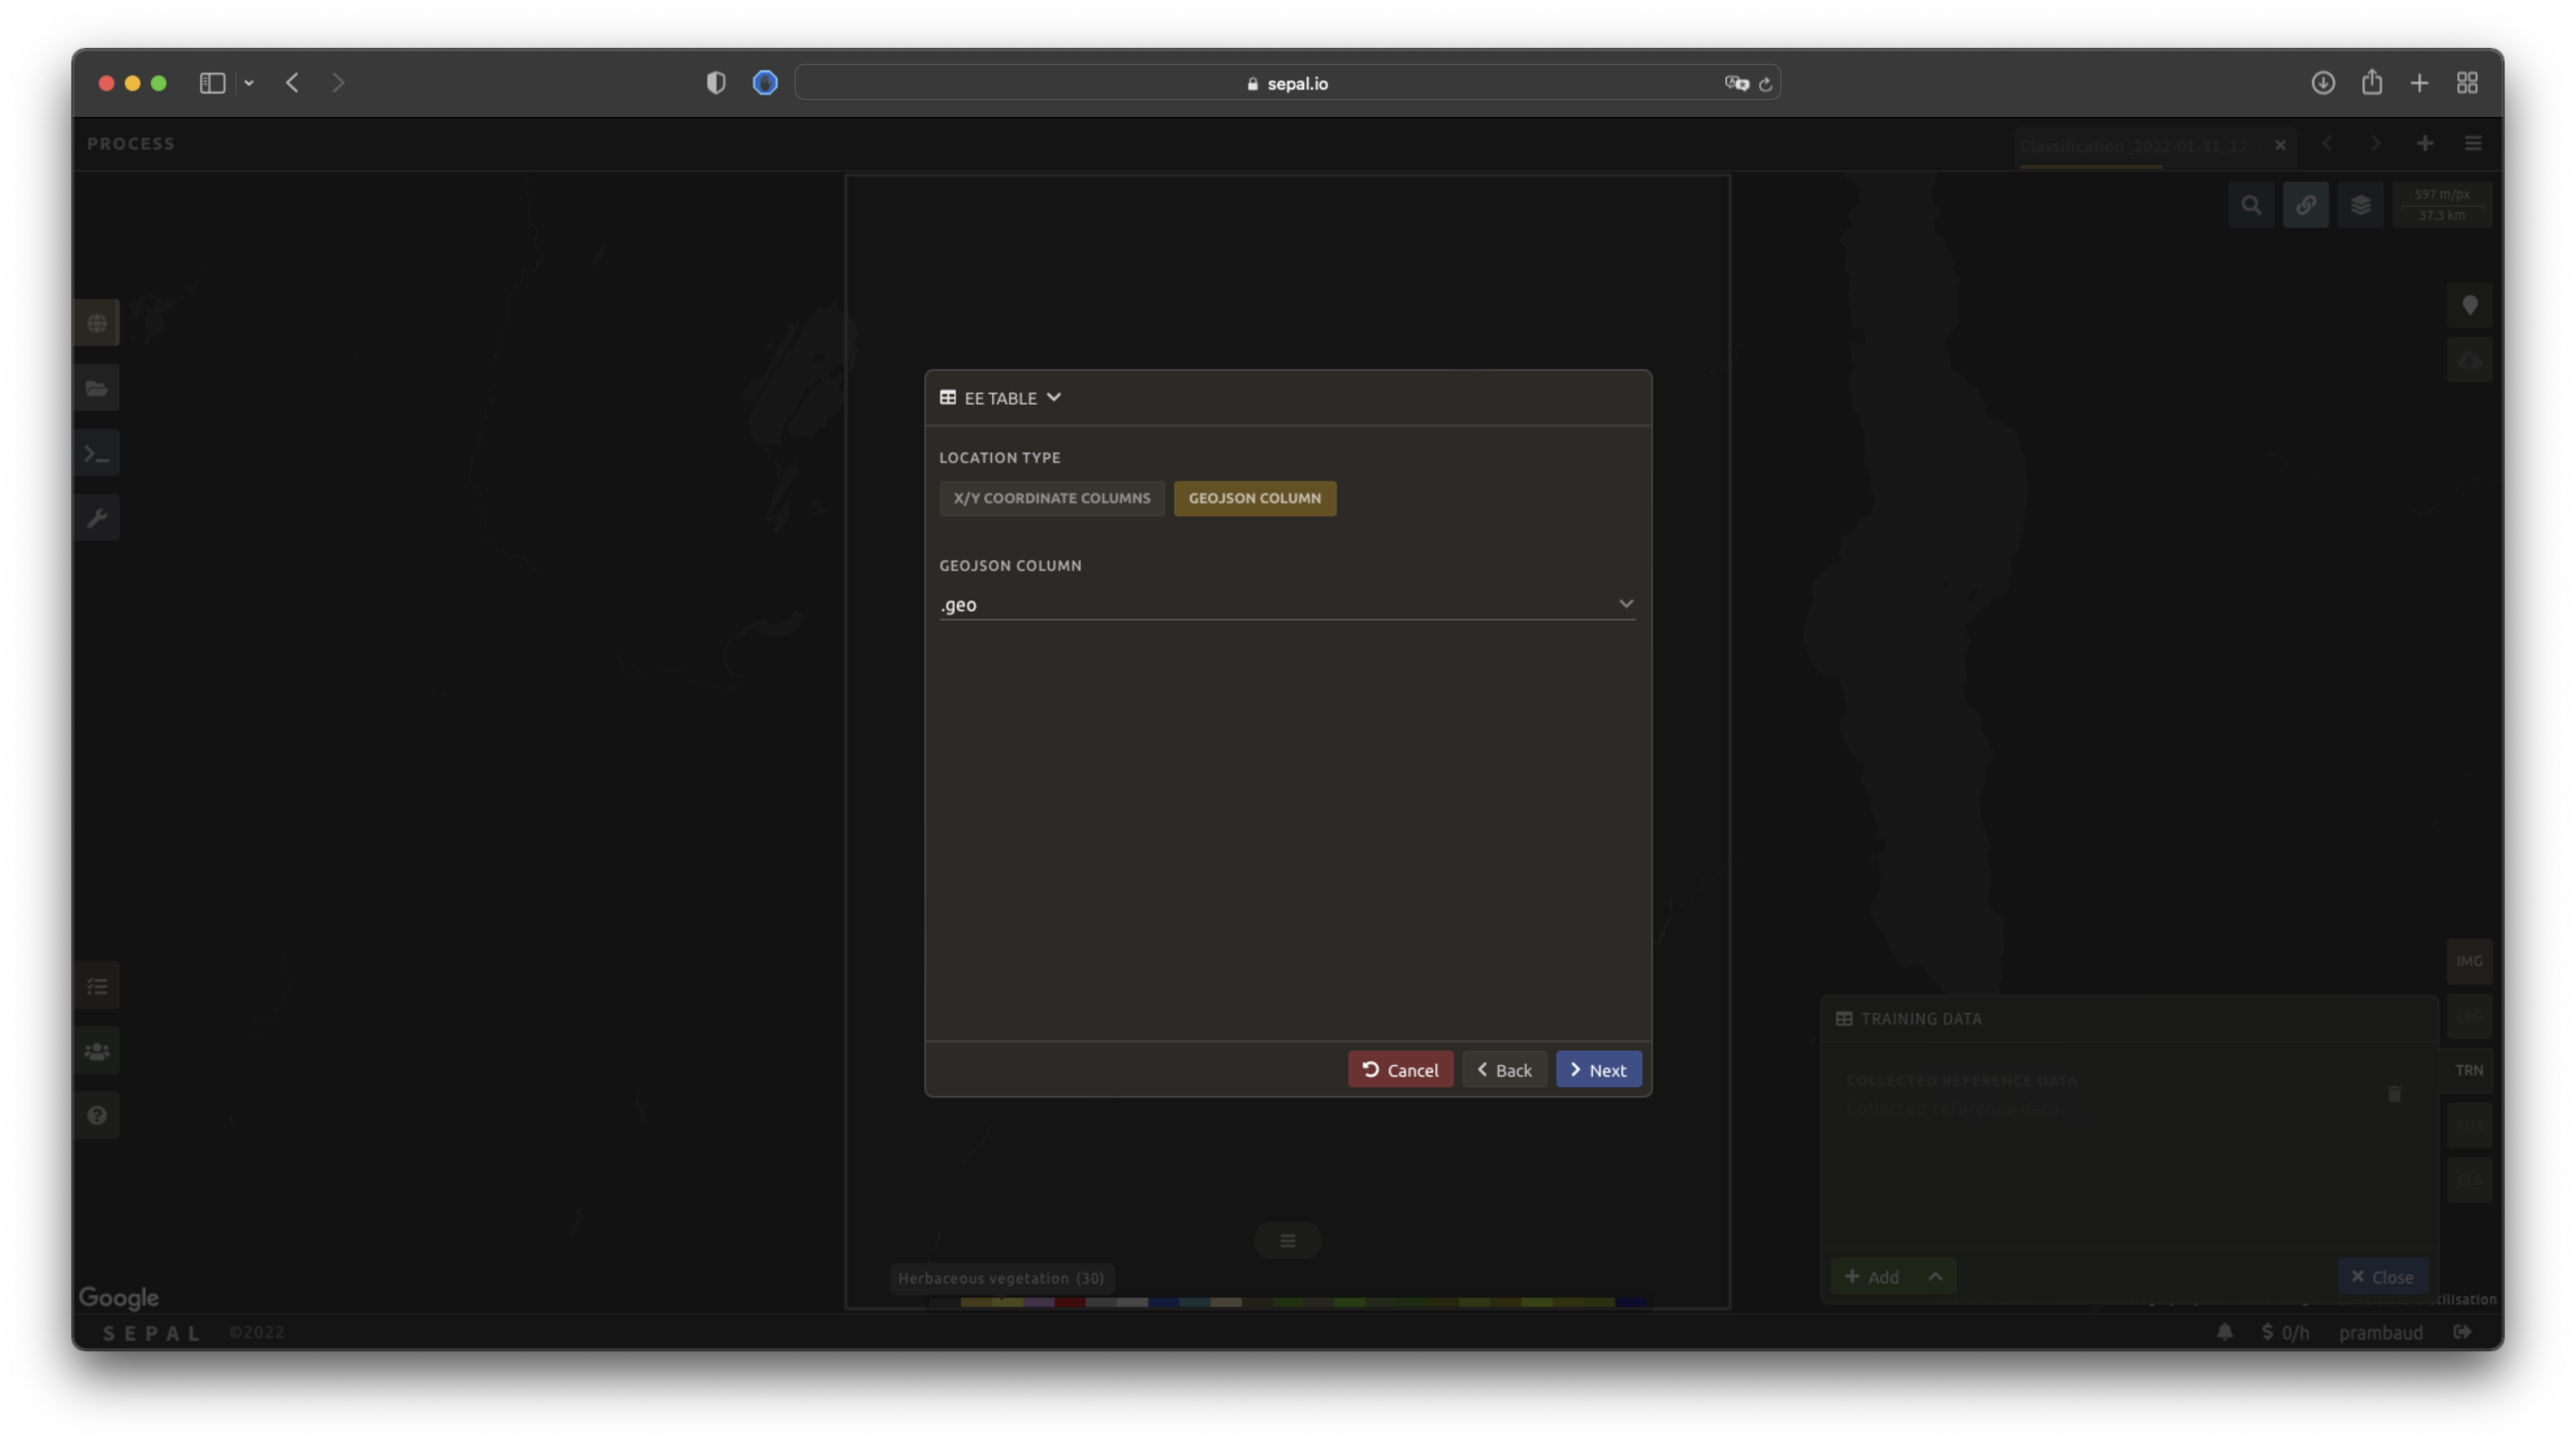 sepal.io
PROCESS
Classification_2022-01-31_12-
597 m/px
37.3 km
EE TABLE
LOCATION TYPE
X/Y COORDINATE COLUMNS
GEOJSON COLUMN
GEOJSON COLUMN
.geo
Cancel
Back
Next
IMG
LEG
TRN
AUX
CLS
TRAINING DATA
COLLECTED REFERENCE DATA
Collected reference data
Add
Close
Herbaceous vegetation (30)
Google
tilisation
SEPAL ©2022
$ 0/h
prambaud